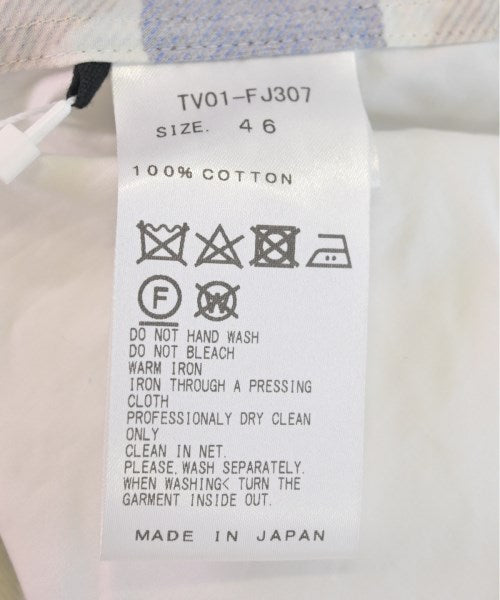 TV01-FJ307
SIZE. 46
100% COTTON
F W
DO NOT HAND WASH
DO NOT BLEACH
WARM IRON
IRON THROUGH A PRESSING
CLOTH
PROFESSIONALY DRY CLEAN
ONLY
CLEAN IN NET.
PLEASE.WASH SEPARATELY.
WHEN WASHING< TURN THE
GARMENT INSIDE OUT.
MADE IN JAPAN